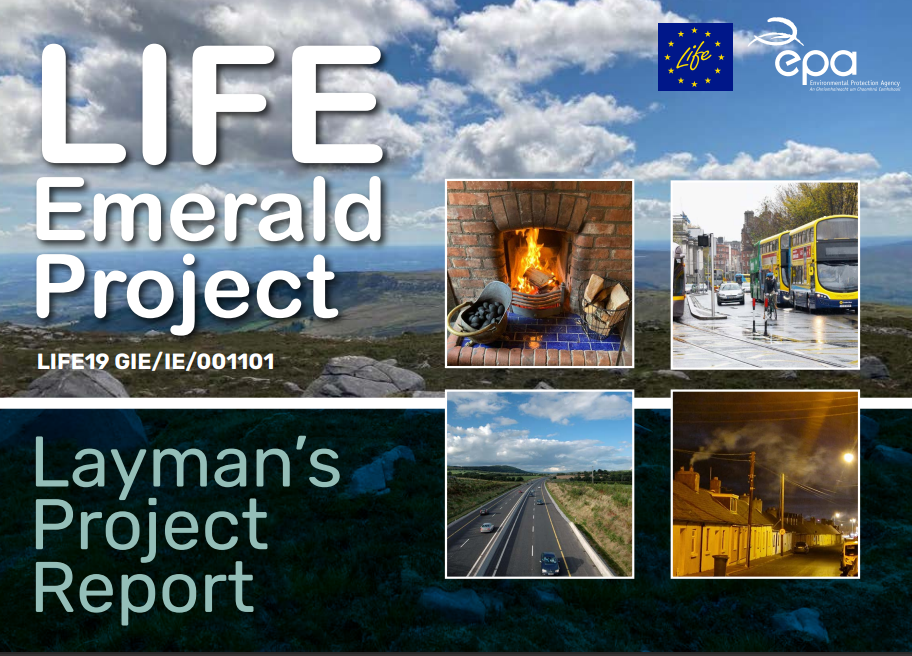 LIFE
Emerald
Project
LIFE19 GIE/IE/001101
Life
epa
Environmental Protection Agency
An Ghníomhaireacht um Chaomhnú Comhshaoil
Layman's
Project
Report